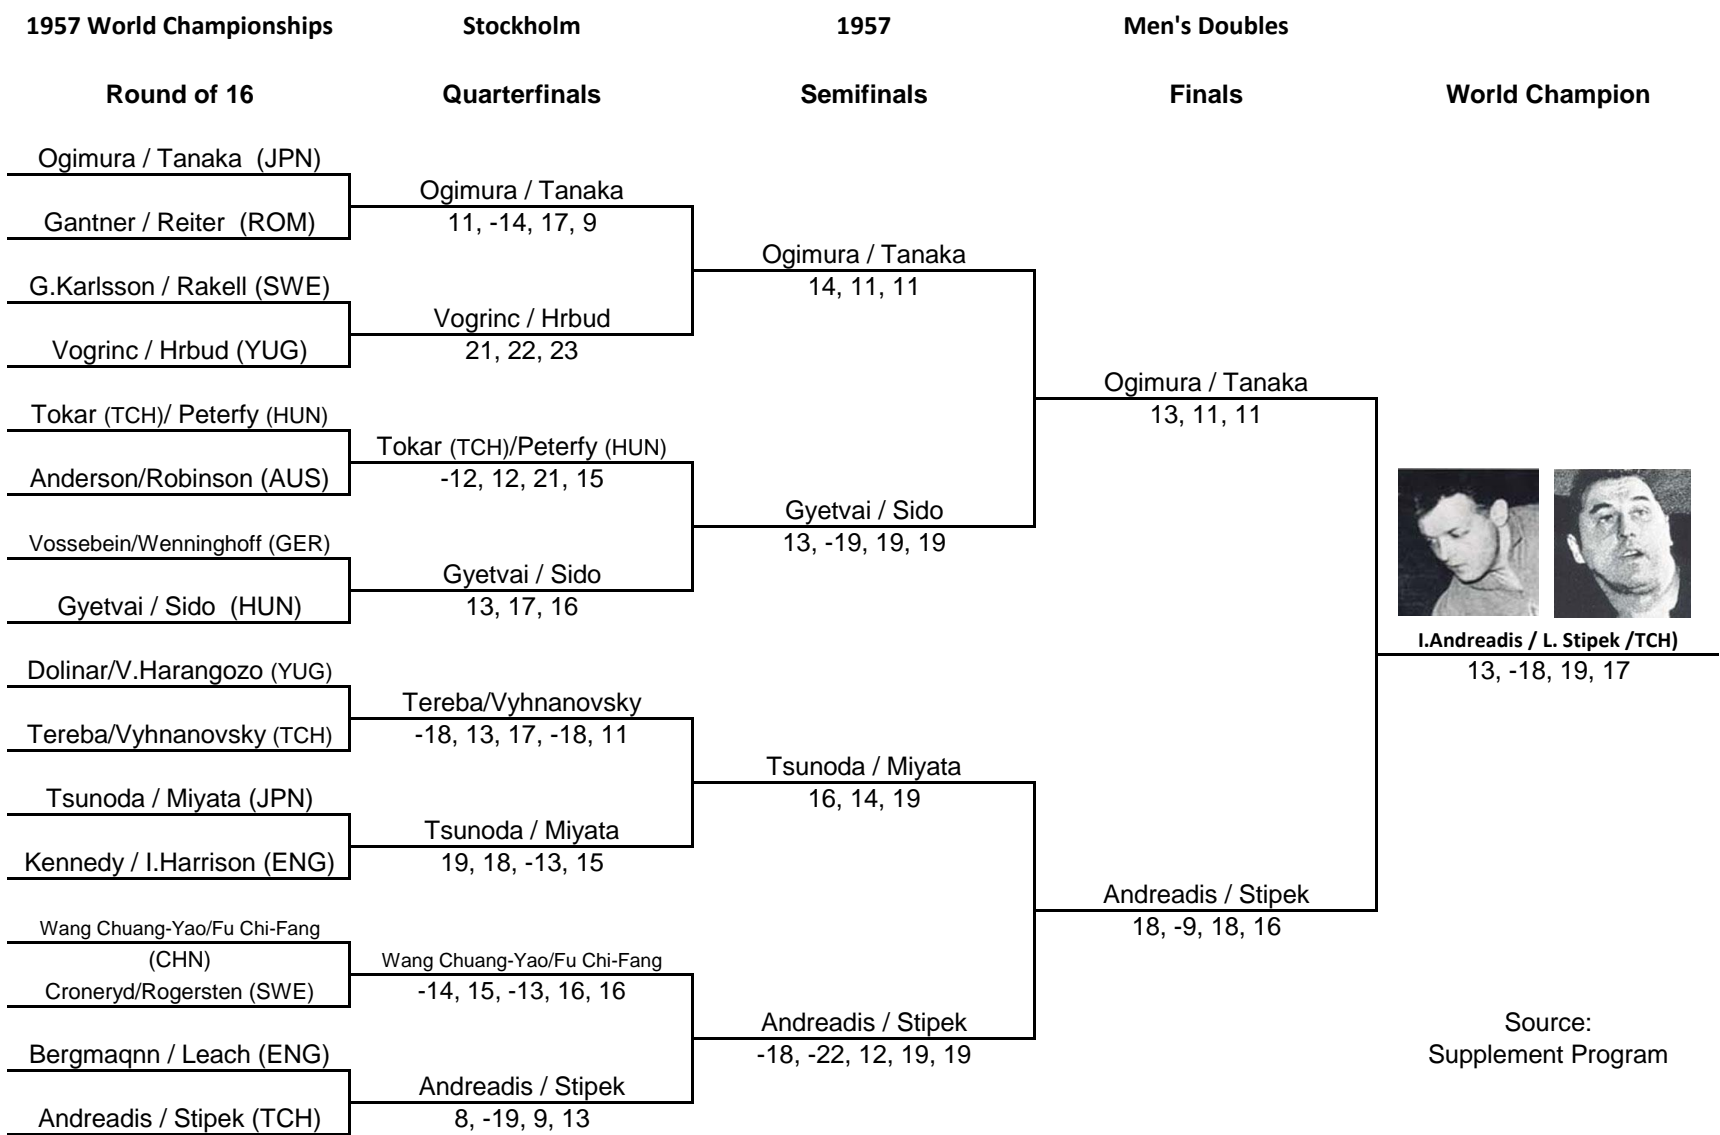 1957 World Championships
Stockholm
1957
Men's Doubles
Round of 16
Quarterfinals
Semifinals
Finals
World Champion
Ogimura / Tanaka (JPN)
Gantner / Reiter (ROM)
G.Karlsson / Rakell (SWE)
Vogrinc / Hrbud (YUG)
Tokar (TCH)/ Peterfy (HUN)
Anderson/Robinson (AUS)
Vossebein/Wenninghoff (GER)
Gyetvai / Sido (HUN)
Dolinar/V.Harangozo (YUG)
Tereba/Vyhnanovsky (TCH)
Tsunoda / Miyata (JPN)
Kennedy / I.Harrison (ENG)
Wang Chuang-Yao/Fu Chi-Fang
(CHN)
Croneryd/Rogersten (SWE)
Bergmaqnn / Leach (ENG)
Andreadis / Stipek (TCH)
Ogimura / Tanaka
11, -14, 17, 9
Vogrinc / Hrbud
21, 22, 23
Tokar (TCH)/Peterfy (HUN)
-12, 12, 21, 15
Gyetvai / Sido
13, 17, 16
Tereba/Vyhnanovsky
-18, 13, 17, -18, 11
Tsunoda / Miyata
19, 18, -13, 15
Wang Chuang-Yao/Fu Chi-Fang
-14, 15, -13, 16, 16
Andreadis / Stipek
8, -19, 9, 13
Ogimura / Tanaka
14, 11, 11
Gyetvai / Sido
13, -19, 19, 19
Tsunoda / Miyata
16, 14, 19
Andreadis / Stipek
-18, -22, 12, 19, 19
Ogimura / Tanaka
13, 11, 11
Andreadis / Stipek
18, -9, 18, 16
I.Andreadis / L. Stipek /TCH)
13, -18, 19, 17
Source:
Supplement Program